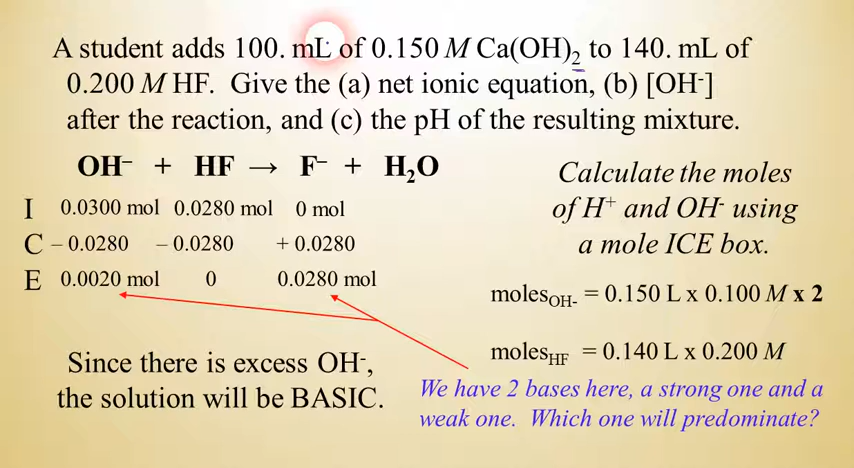 A student adds 100. mL of 0.150 M Ca(OH)₂ to 140. mL of
0.200 M HF. Give the (a) net ionic equation, (b) [OH⁻]
after the reaction, and (c) the pH of the resulting mixture.
OH⁻ + HF → F⁻ + H₂O
I 0.0300 mol 0.0280 mol 0 mol
C – 0.0280 – 0.0280 + 0.0280
E 0.0020 mol 0 0.0280 mol
Calculate the moles
of H⁺ and OH⁻ using
a mole ICE box.
moles_OH- = 0.150 L x 0.100 M x 2
moles_HF = 0.140 L x 0.200 M
Since there is excess OH⁻,
the solution will be BASIC.
We have 2 bases here, a strong one and a
weak one. Which one will predominate?